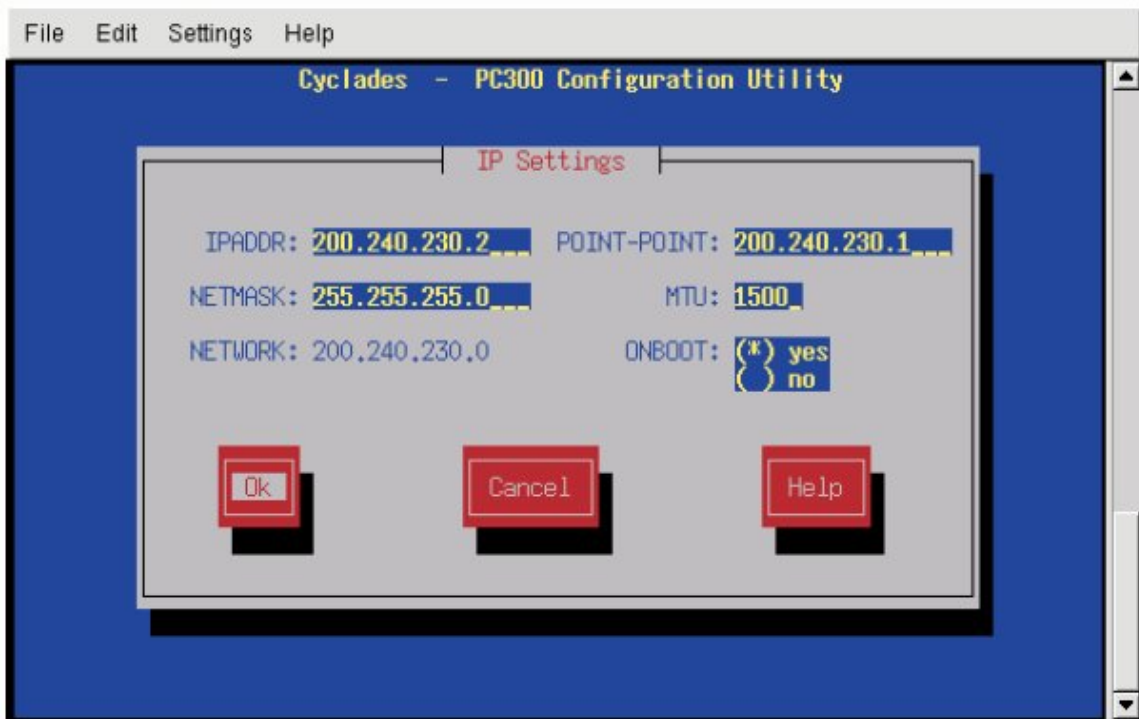 File Edit Settings Help
Cyclades - PC300 Configuration Utility
IP Settings
IPADDR: 200.240.230.2___ POINT-POINT: 200.240.230.1___
NETMASK: 255.255.255.0___ MTU: 1500_
NETWORK: 200.240.230.0 ONBOOT: (*) yes
( ) no
Ok Cancel Help